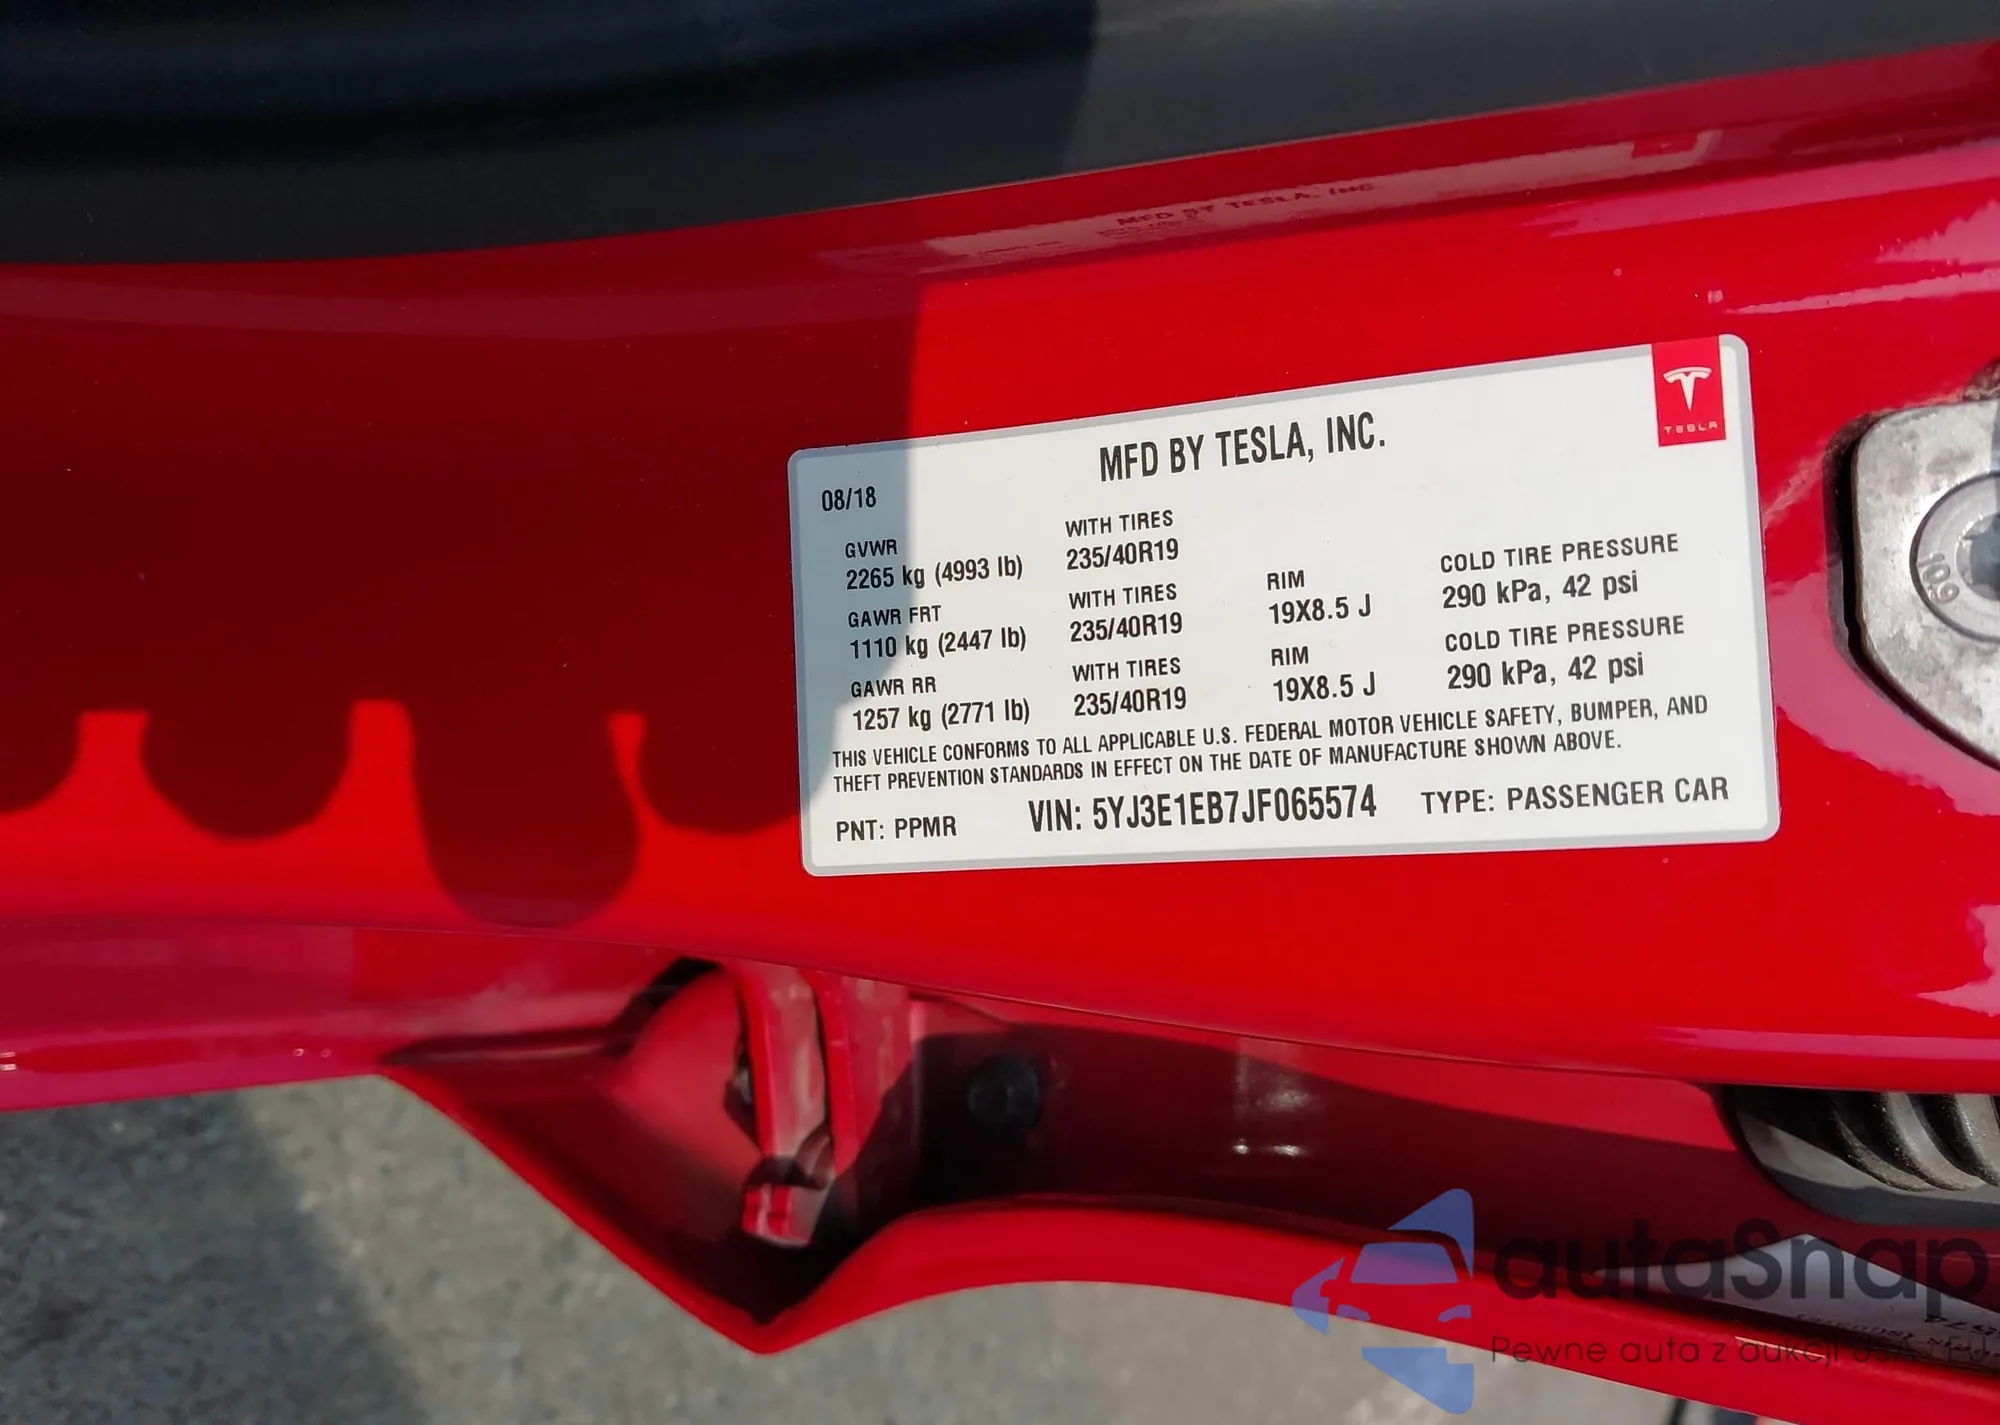 MFD BY TESLA, INC.
TESLA
MFD BY TESLA, INC.
08/18
GVWR
2265 kg (4993 lb)
WITH TIRES
235/40R19
GAWR FRT
1110 kg (2447 lb)
WITH TIRES
235/40R19
RIM
19X8.5 J
COLD TIRE PRESSURE
290 kPa, 42 psi
GAWR RR
1257 kg (2771 lb)
WITH TIRES
235/40R19
RIM
19X8.5 J
COLD TIRE PRESSURE
290 kPa, 42 psi
THIS VEHICLE CONFORMS TO ALL APPLICABLE U.S. FEDERAL MOTOR VEHICLE SAFETY, BUMPER, AND
THEFT PREVENTION STANDARDS IN EFFECT ON THE DATE OF MANUFACTURE SHOWN ABOVE.
PNT: PPMR VIN: 5YJ3E1EB7JF065574 TYPE: PASSENGER CAR
10.9
autaSnap
Pewne auta z aukcji USA